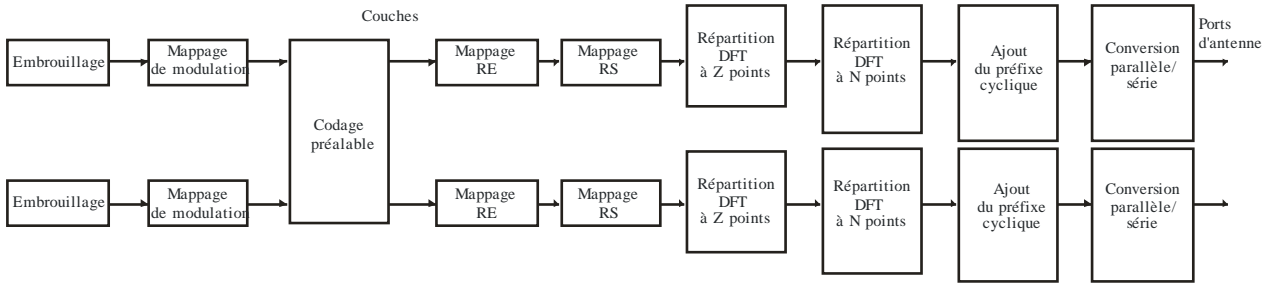 Couches
Ports
d'antenne
Embrouillage
Mappage
de modulation
Codage
préalable
Mappage
RE
Mappage
RS
Répartition
DFT
à Z points
Répartition
DFT
à N points
Ajout
du préfixe
cyclique
Conversion
parallèle/
série
Embrouillage
Mappage
de modulation
Mappage
RE
Mappage
RS
Répartition
DFT
à Z points
Répartition
DFT
à N points
Ajout
du préfixe
cyclique
Conversion
parallèle/
série